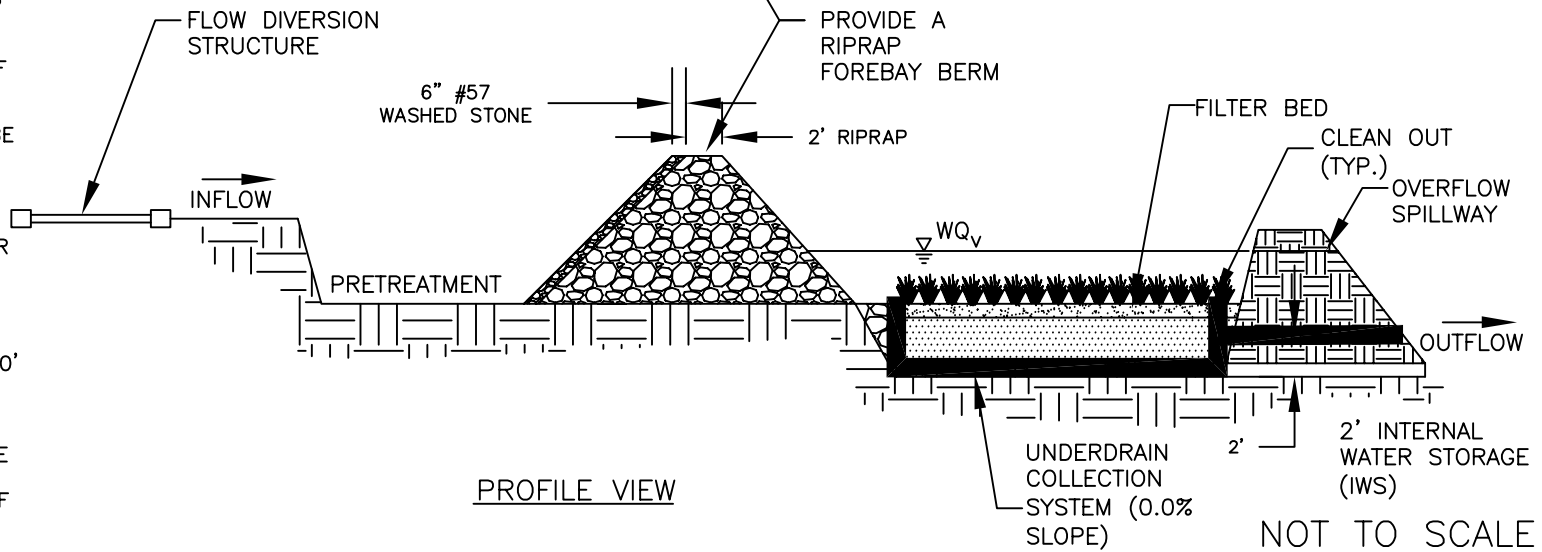 FLOW DIVERSION
STRUCTURE
PROVIDE A
RIPRAP
FOREBAY BERM
6" #57
WASHED STONE
2' RIPRAP
FILTER BED
CLEAN OUT
(TYP.)
OVERFLOW
SPILLWAY
INFLOW
WQv
PRETREATMENT
OUTFLOW
UNDERDRAIN
COLLECTION
SYSTEM (0.0%
SLOPE)
2'
2' INTERNAL
WATER STORAGE
(IWS)
PROFILE VIEW
NOT TO SCALE